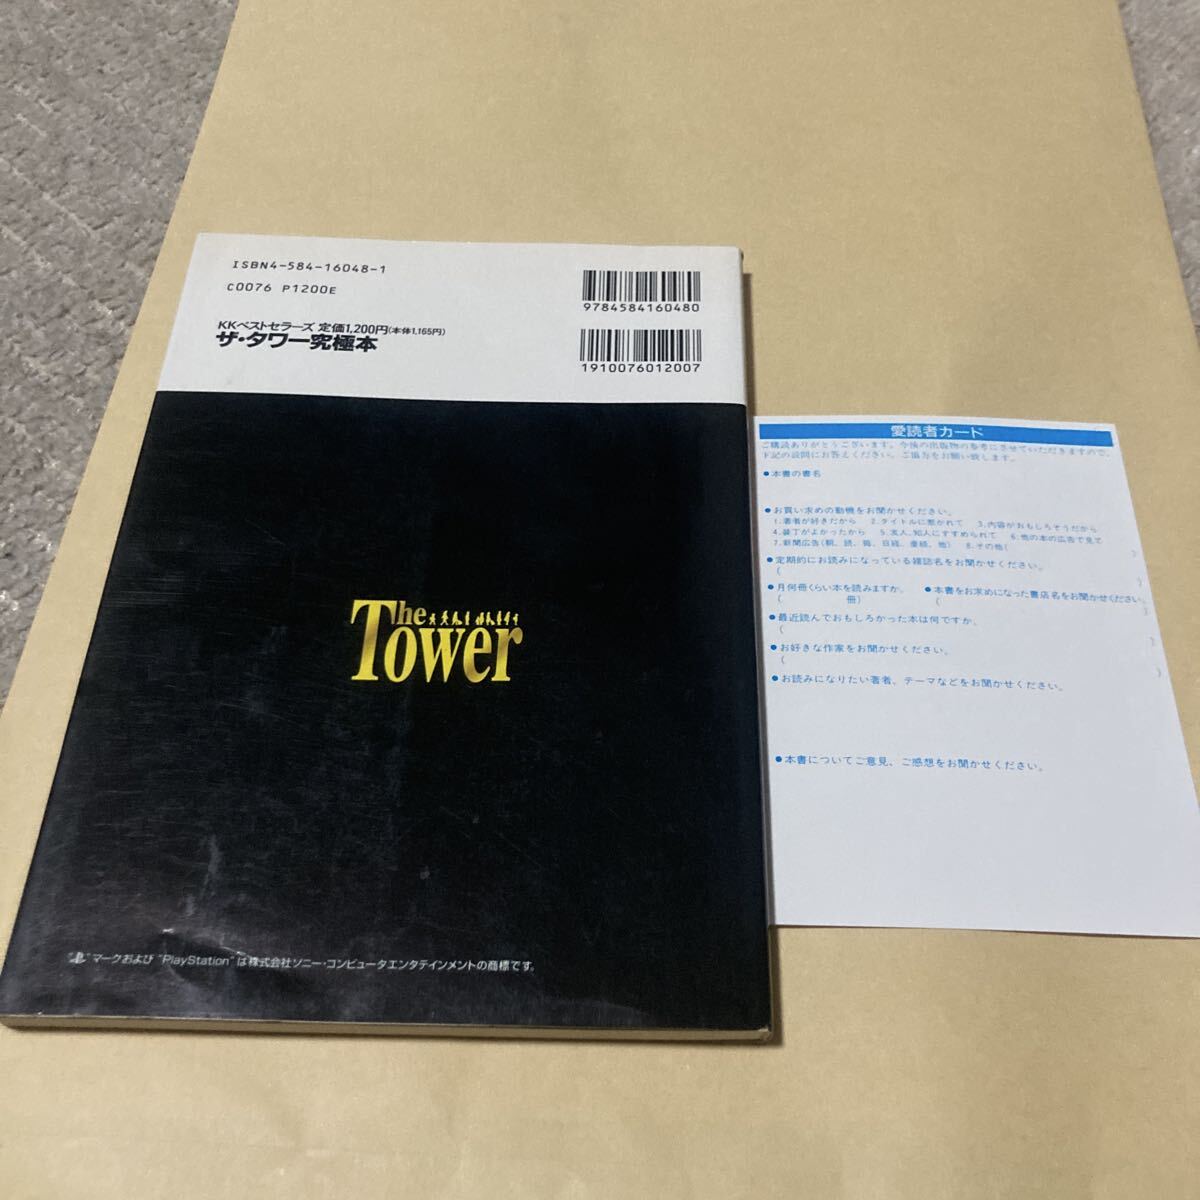 ISBN4-584-16048-1
C0076 P1200E
KKベストセラーズ 定価1,200円(本体1,165円)
ザ・タワー究極本
9784584160480
1910076012007
The
Tower
"PS"マークおよび"PlayStation"は株式会社ソニー・コンピュータエンタテインメントの商標です。
愛読者カード
ご購読ありがとうございます。今後の出版物の参考にさせていただきますので、
下記の設問にお答えください。ご協力をお願い致します。
●本書の書名
●お買い求めの動機をお聞かせください。
1.著者が好きだから 2.タイトルに惹かれて 3.内容がおもしろそうだから
4.装丁がよかったから 5.友人、知人にすすめられて 6.他の本の広告で見て
7.新聞広告(朝、読、毎、日経、産経、他) 8.その他( )
●定期的にお読みになっている雑誌名をお聞かせください。
( )
●月何冊くらい本を読みますか。 ●本書をお求めになった書店名をお聞かせください。
( 冊) ( )
●最近読んでおもしろかった本は何ですか。
( )
●お好きな作家をお聞かせください。
( )
●お読みになりたい著者、テーマなどをお聞かせください。
●本書についてご意見、ご感想をお聞かせください。